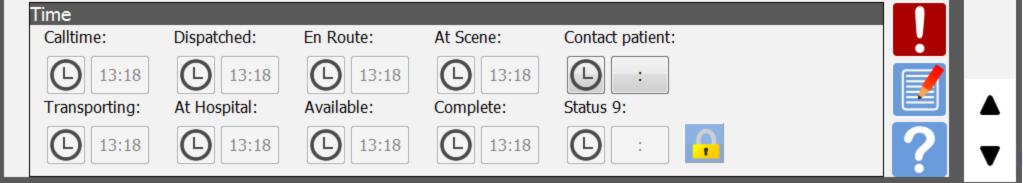 Time
Calltime: Dispatched: En Route: At Scene: Contact patient:
13:18 13:18 13:18 13:18 :
Transporting: At Hospital: Available: Complete: Status 9:
13:18 13:18 13:18 13:18 :